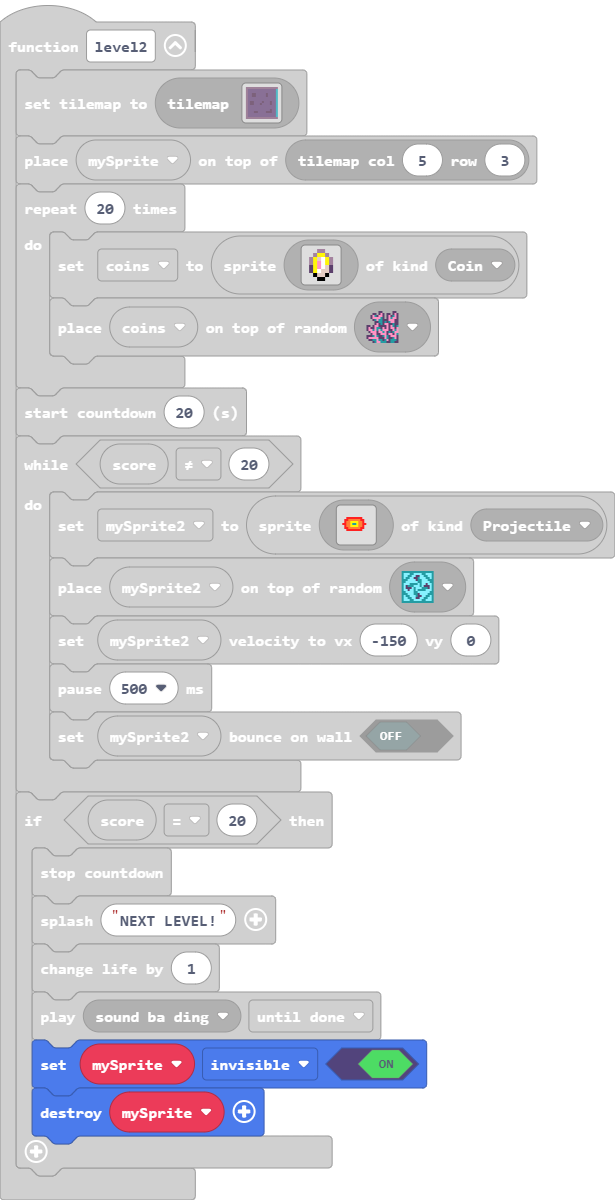 function level2
set tilemap to tilemap
place mySprite on top of tilemap col 5 row 3
repeat 20 times
do
set coins to sprite of kind Coin
place coins on top of random
start countdown 20 (s)
while score ≠ 20
do
set mySprite2 to sprite of kind Projectile
place mySprite2 on top of random
set mySprite2 velocity to vx -150 vy 0
pause 500 ms
set mySprite2 bounce on wall OFF
if score = 20 then
stop countdown
splash "NEXT LEVEL!"
change life by 1
play sound ba ding until done
set mySprite invisible ON
destroy mySprite